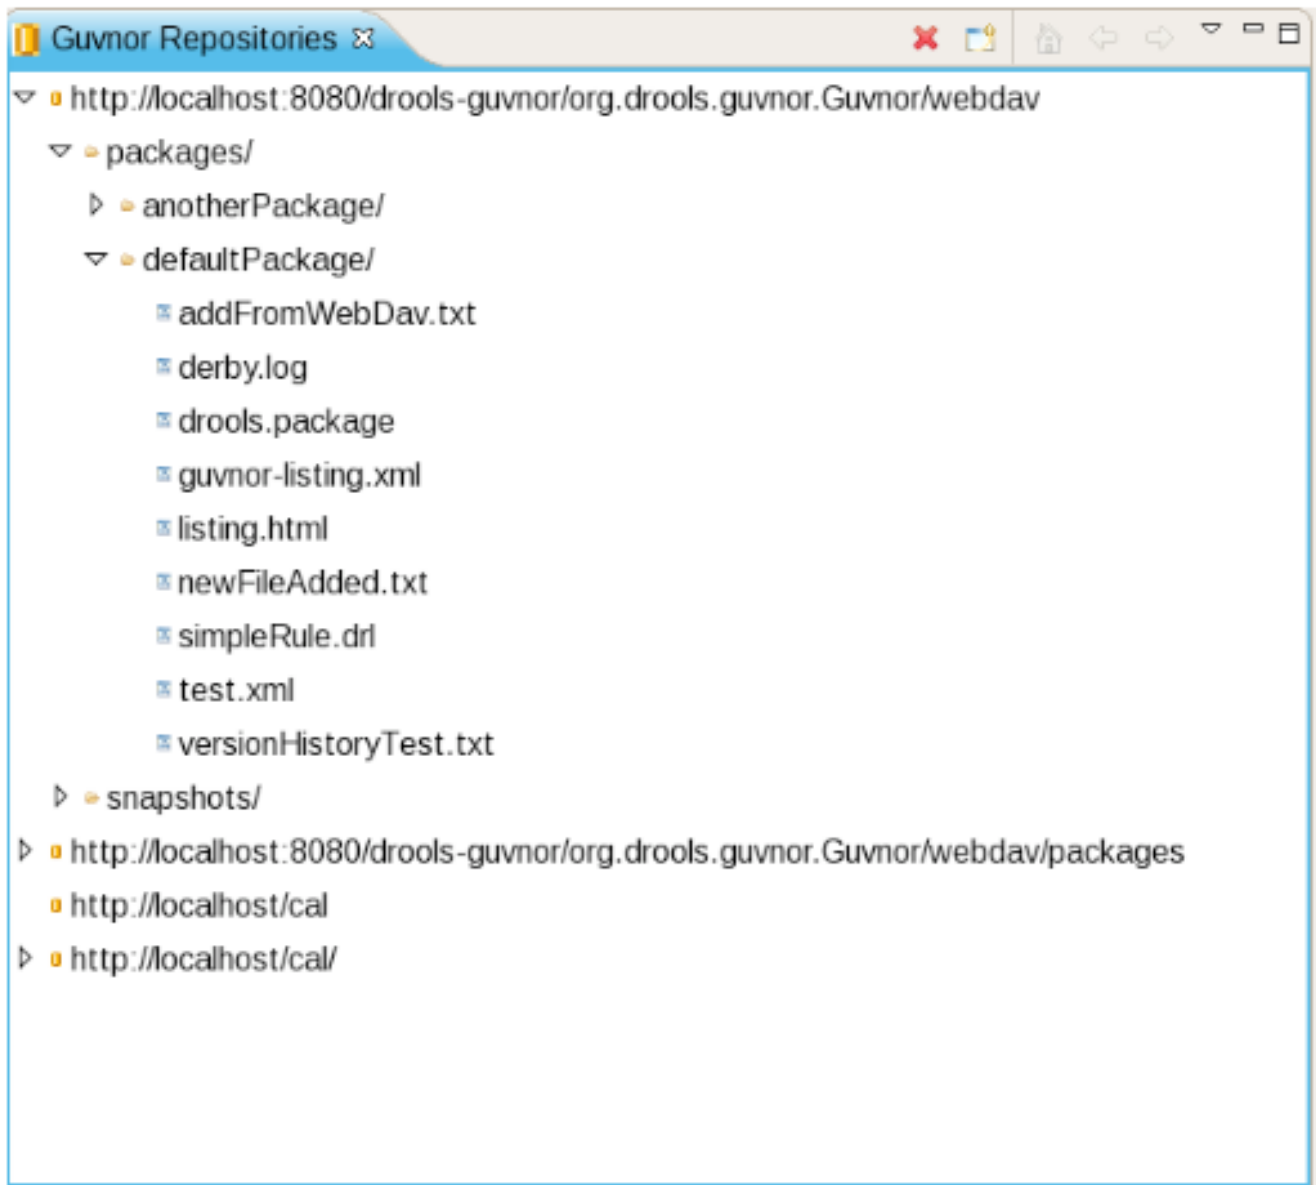 Guvnor Repositories
http://localhost:8080/drools-guvnor/org.drools.guvnor.Guvnor/webdav
packages/
anotherPackage/
defaultPackage/
addFromWebDav.txt
derby.log
drools.package
guvnor-listing.xml
listing.html
newFileAdded.txt
simpleRule.drl
test.xml
versionHistoryTest.txt
snapshots/
http://localhost:8080/drools-guvnor/org.drools.guvnor.Guvnor/webdav/packages
http://localhost/cal
http://localhost/cal/